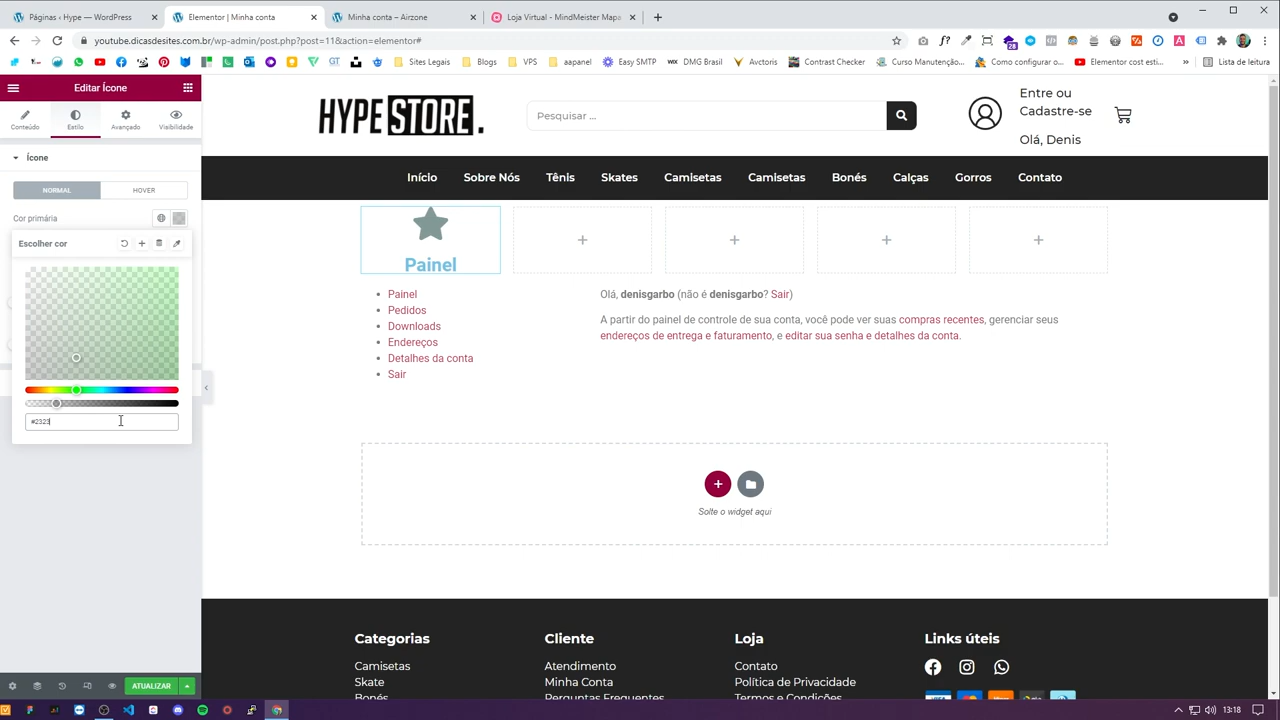 Páginas ‹ Hype — WordPress
Elementor | Minha conta
Minha conta – Airzone
Loja Virtual - MindMeister Mapa
youtube.dicasdesites.com.br/wp-admin/post.php?post=11&action=elementor#
28
Sites Legais
Blogs
VPS
aapanel
Easy SMTP
WIX
DMG Brasil
Avctoris
Contrast Checker
Curso Manutenção...
Como configurar o...
Elementor cost esti...
Lista de leitura
Editar Ícone
Conteúdo
Estilo
Avançado
Visibilidade
Ícone
NORMAL
HOVER
Cor primária
Escolher cor
#2323
ATUALIZAR
HYPE STORE.
Pesquisar ...
Entre ou
Cadastre-se
Olá, Denis
Início
Sobre Nós
Tênis
Skates
Camisetas
Camisetas
Bonés
Calças
Gorros
Contato
Painel
Painel
Pedidos
Downloads
Endereços
Detalhes da conta
Sair
Olá, denisgarbo (não é denisgarbo? Sair)
A partir do painel de controle de sua conta, você pode ver suas compras recentes, gerenciar seus
endereços de entrega e faturamento, e editar sua senha e detalhes da conta.
Solte o widget aqui
Categorias
Camisetas
Skate
Bonés
Cliente
Atendimento
Minha Conta
Perguntas Frequentes
Loja
Contato
Política de Privacidade
Termos e Condições
Links úteis
13:18